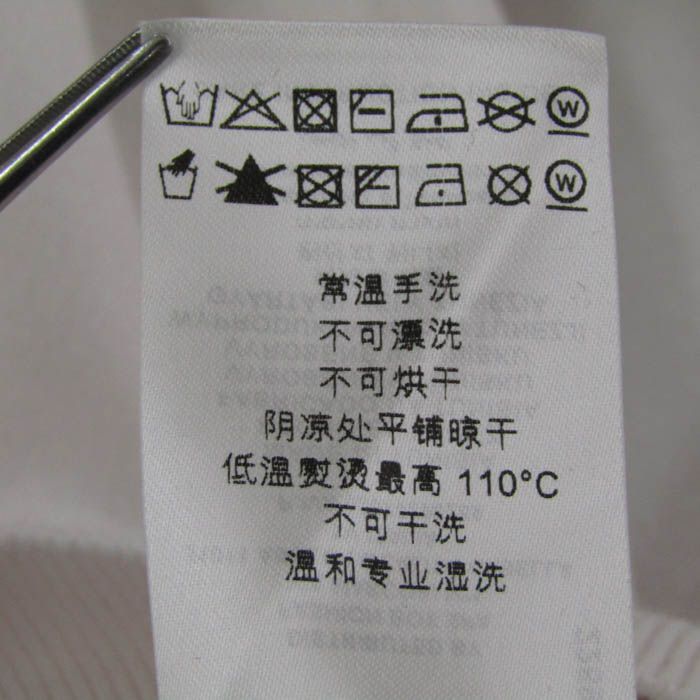 W
W
常温手洗
不可漂洗
不可烘干
阴凉处平铺晾干
低温熨烫最高 110°C
不可干洗
温和专业湿洗